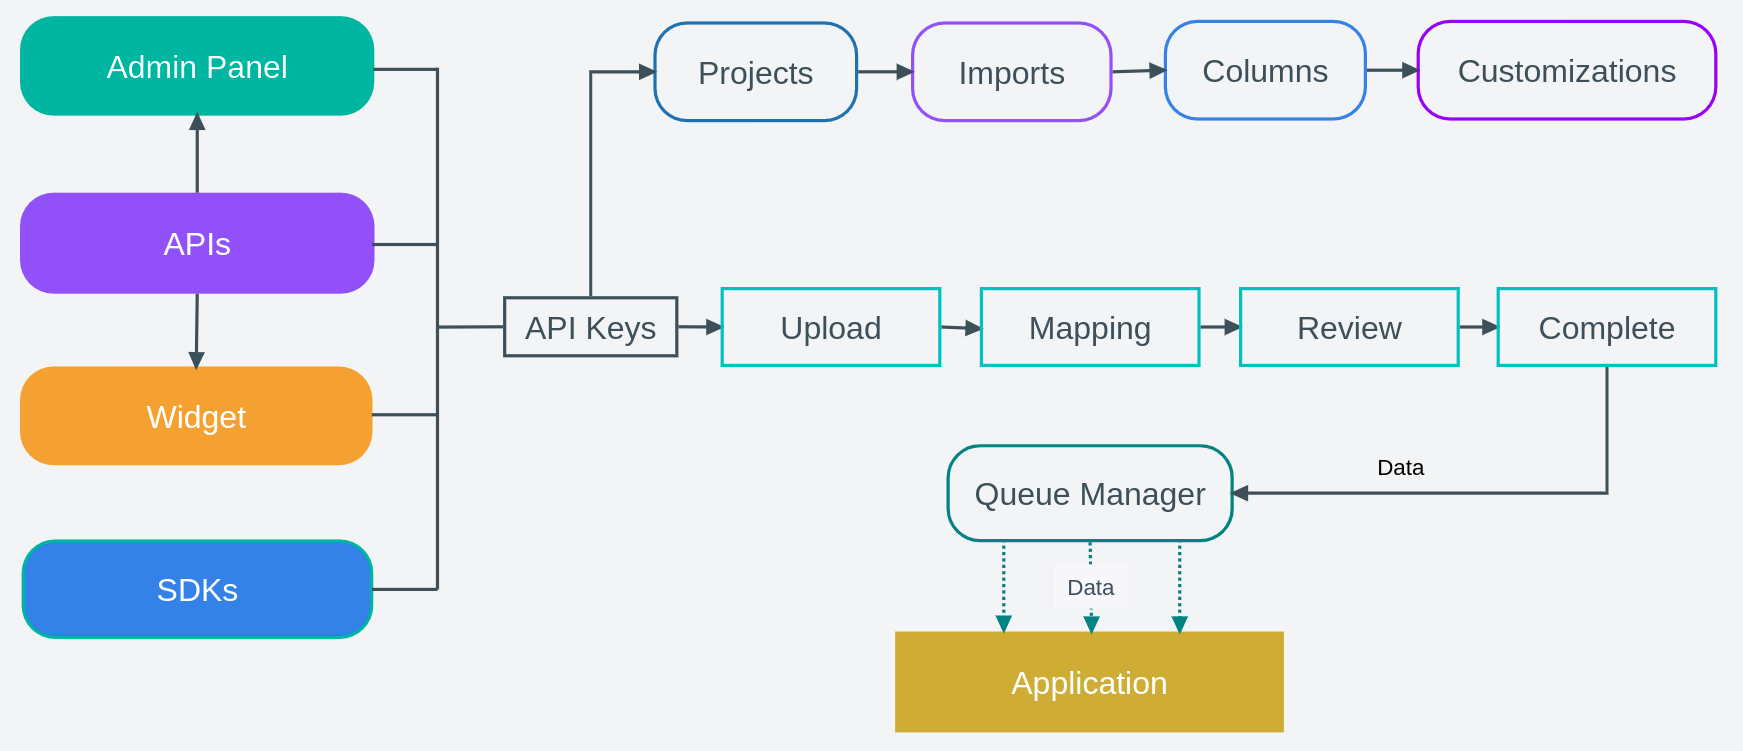 Admin Panel
Projects
Imports
Columns
Customizations
APIs
API Keys
Upload
Mapping
Review
Complete
Widget
Data
Queue Manager
SDKs
Data
Application